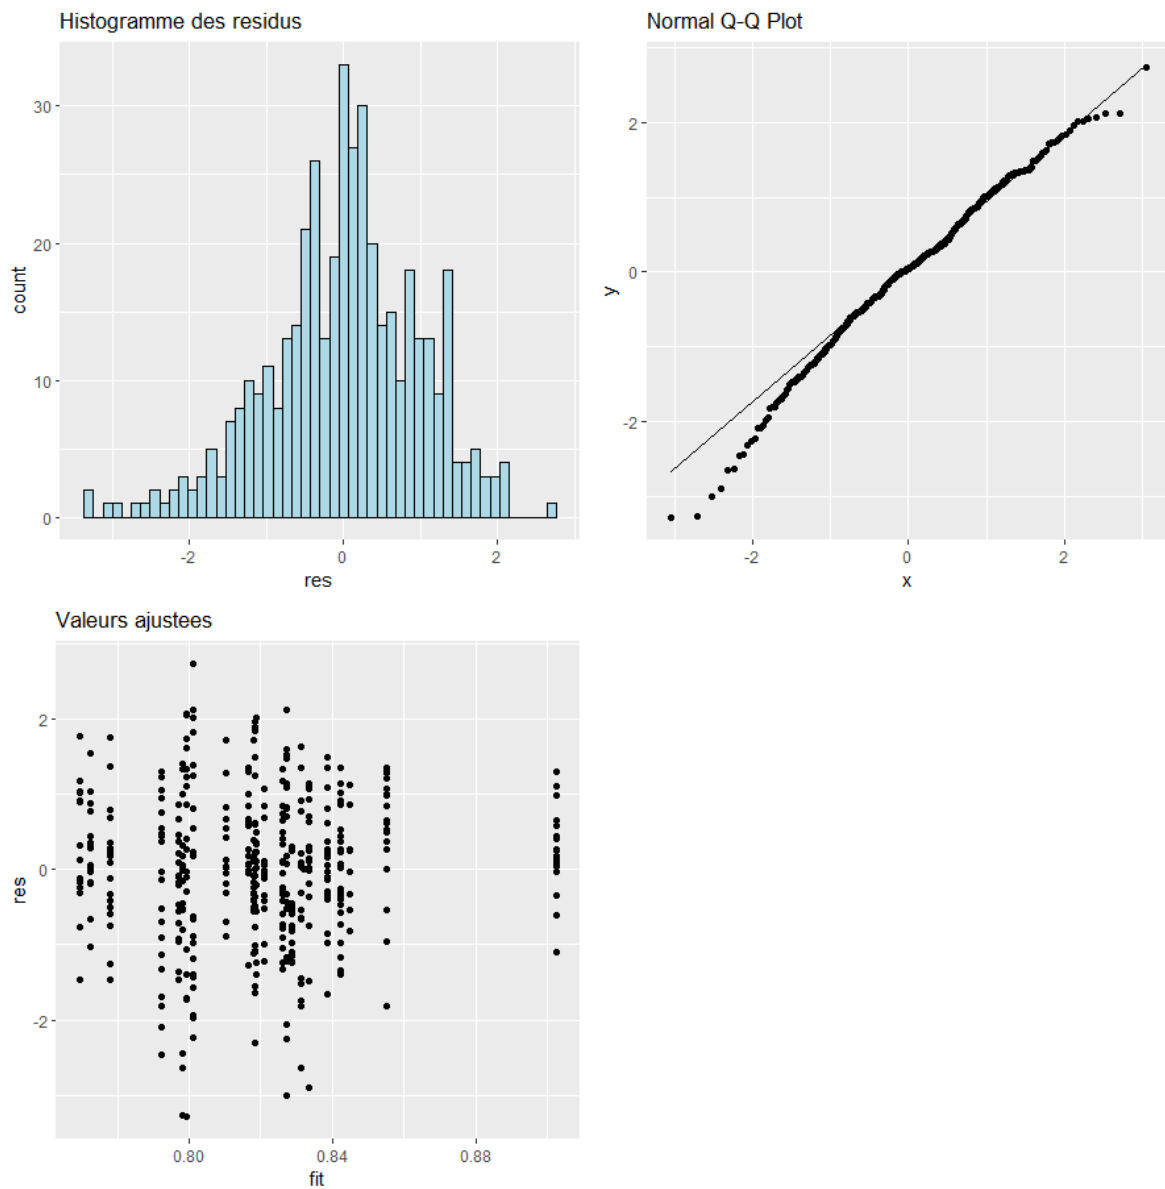 Histogramme des residus
30
20
10
0
count
-2
0
2
res
Normal Q-Q Plot
2
0
-2
y
-2
0
2
x
Valeurs ajustees
2
0
-2
res
0.80
0.84
0.88
fit